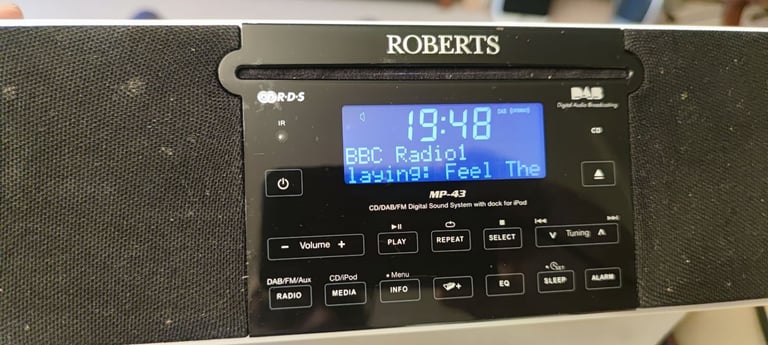 ROBERTS
R·D·S
DAB
Digital Audio Broadcasting
IR
19:48
DAB
CD
BBC Radio1
laying: Feel The
MP-43
CD/DAB/FM Digital Sound System with dock for iPod
− Volume +
PLAY
REPEAT
SELECT
Tuning
DAB/FM/Aux
RADIO
CD/iPod
MEDIA
• Menu
INFO
+
EQ
SET
SLEEP
ALARM